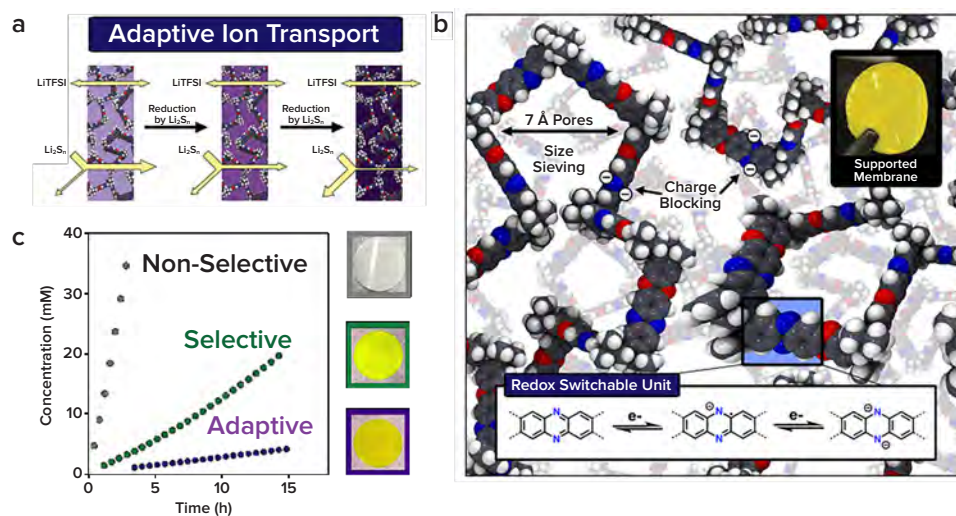 a
Adaptive Ion Transport
LiTFSI
LiTFSI
LiTFSI
Reduction
by Li₂Sₙ
Reduction
by Li₂Sₙ
Li₂Sₙ
Li₂Sₙ
Li₂Sₙ
b
7 Å Pores
Size
Sieving
Charge
Blocking
Supported
Membrane
Redox Switchable Unit
N
N
e-
N
N
e-
N
N
c
Concentration (mM)
40
30
20
10
0
Non-Selective
Selective
Adaptive
0
5
10
15
20
Time (h)